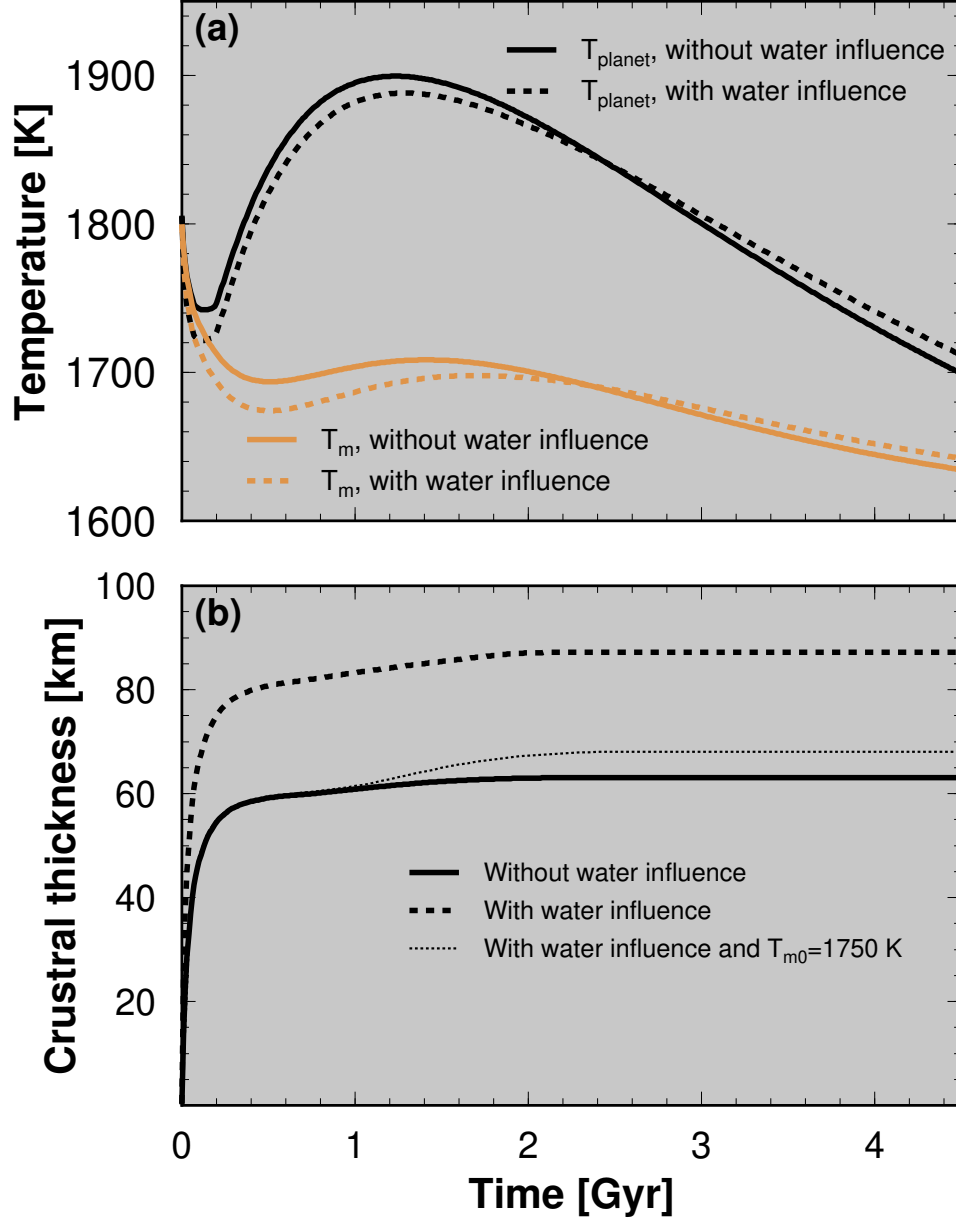 (a)
T_planet, without water influence
T_planet, with water influence
1900
1800
1700
1600
Temperature [K]
T_m, without water influence
T_m, with water influence
(b)
100
80
60
40
20
Crustral thickness [km]
Without water influence
With water influence
With water influence and T_m0=1750 K
0 1 2 3 4
Time [Gyr]